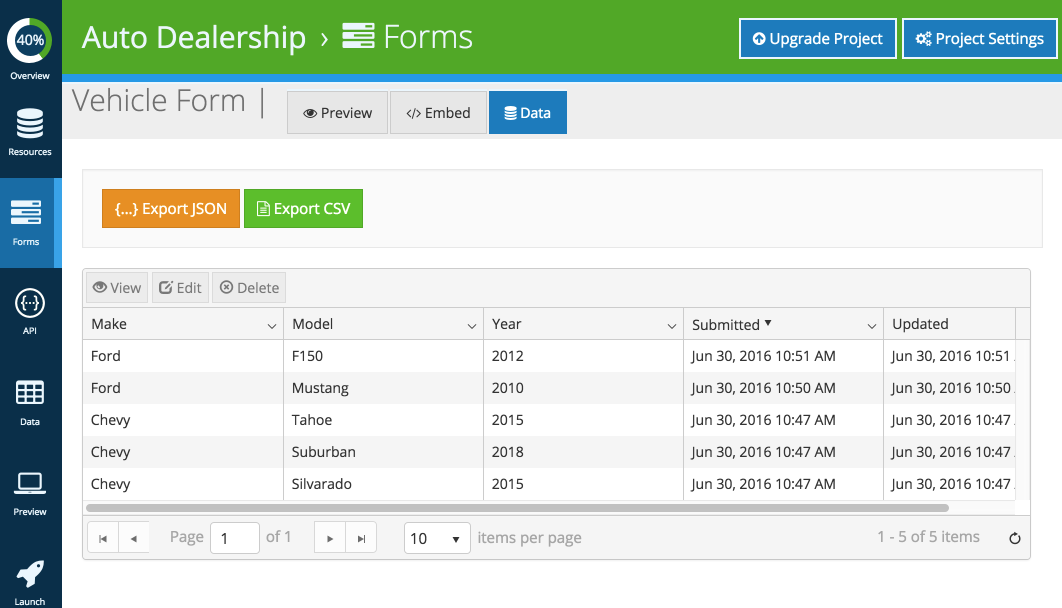 40%
Overview
Resources
Forms
API
Data
Preview
Launch
Auto Dealership › Forms
Upgrade Project
Project Settings
Vehicle Form |
Preview
</> Embed
Data
{...} Export JSON
Export CSV
View
Edit
Delete
Make Model Year Submitted ▼ Updated
Ford F150 2012 Jun 30, 2016 10:51 AM Jun 30, 2016 10:51
Ford Mustang 2010 Jun 30, 2016 10:50 AM Jun 30, 2016 10:50
Chevy Tahoe 2015 Jun 30, 2016 10:47 AM Jun 30, 2016 10:47
Chevy Suburban 2018 Jun 30, 2016 10:47 AM Jun 30, 2016 10:47
Chevy Silvarado 2015 Jun 30, 2016 10:47 AM Jun 30, 2016 10:47
Page 1 of 1 10 items per page 1 - 5 of 5 items